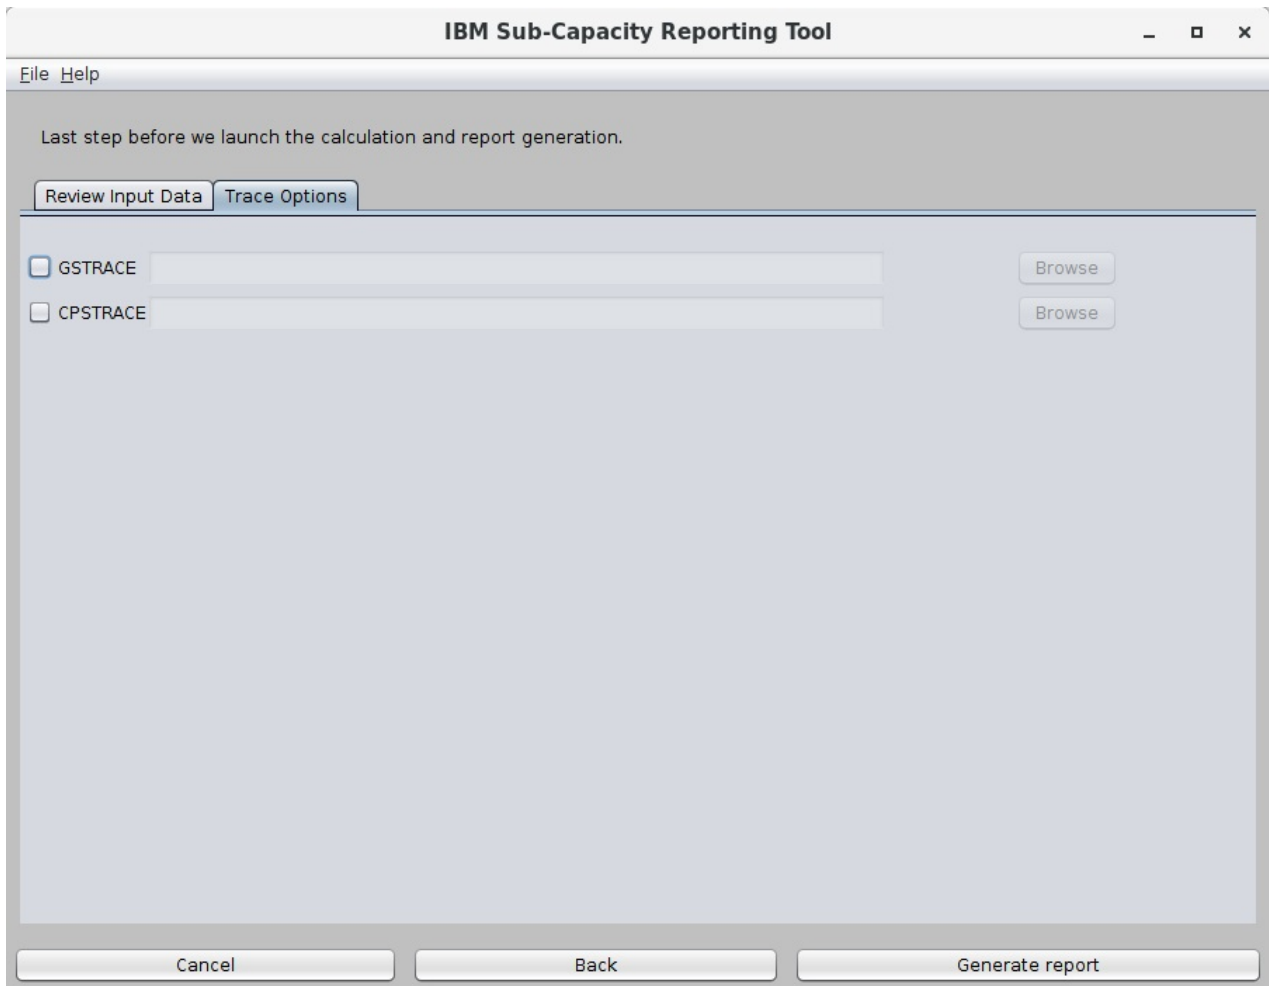 IBM Sub-Capacity Reporting Tool
File Help
Last step before we launch the calculation and report generation.
Review Input Data Trace Options
GSTRACE Browse
CPSTRACE Browse
Cancel Back Generate report